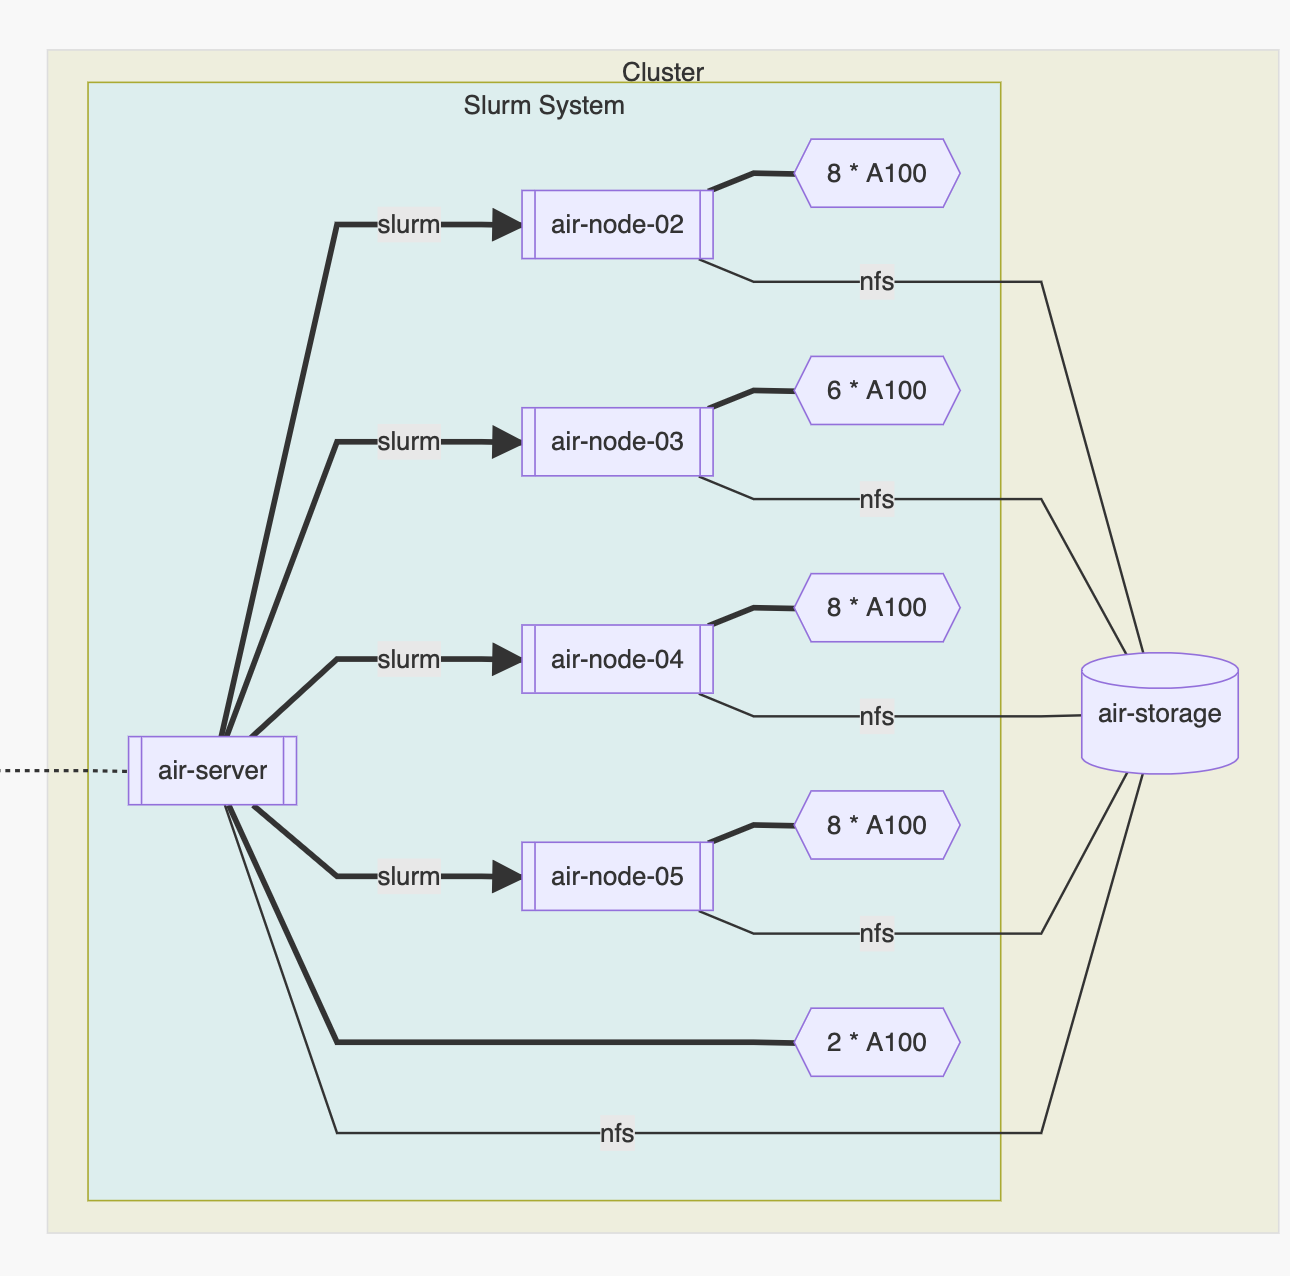 Cluster
Slurm System
8 * A100
slurm
air-node-02
nfs
6 * A100
slurm
air-node-03
nfs
8 * A100
slurm
air-node-04
nfs
air-storage
air-server
8 * A100
slurm
air-node-05
nfs
2 * A100
nfs